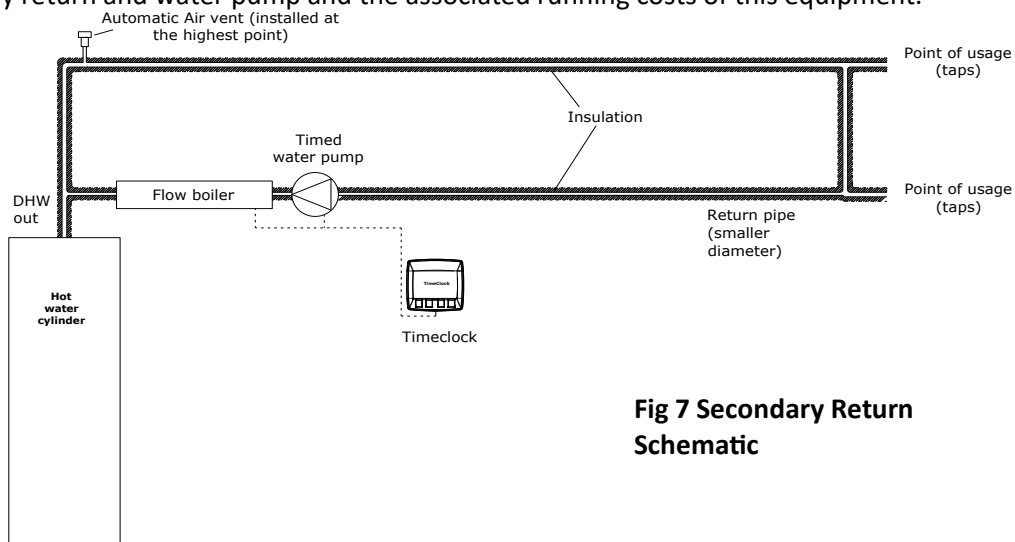 y return and water pump and the associated running costs of this equipment.
Automatic Air vent (installed at
the highest point)
Point of usage
(taps)
Insulation
Timed
water pump
Flow boiler
DHW
out
Point of usage
(taps)
Return pipe
(smaller
diameter)
TimeClock
Hot
water
cylinder
Timeclock
Fig 7 Secondary Return
Schematic